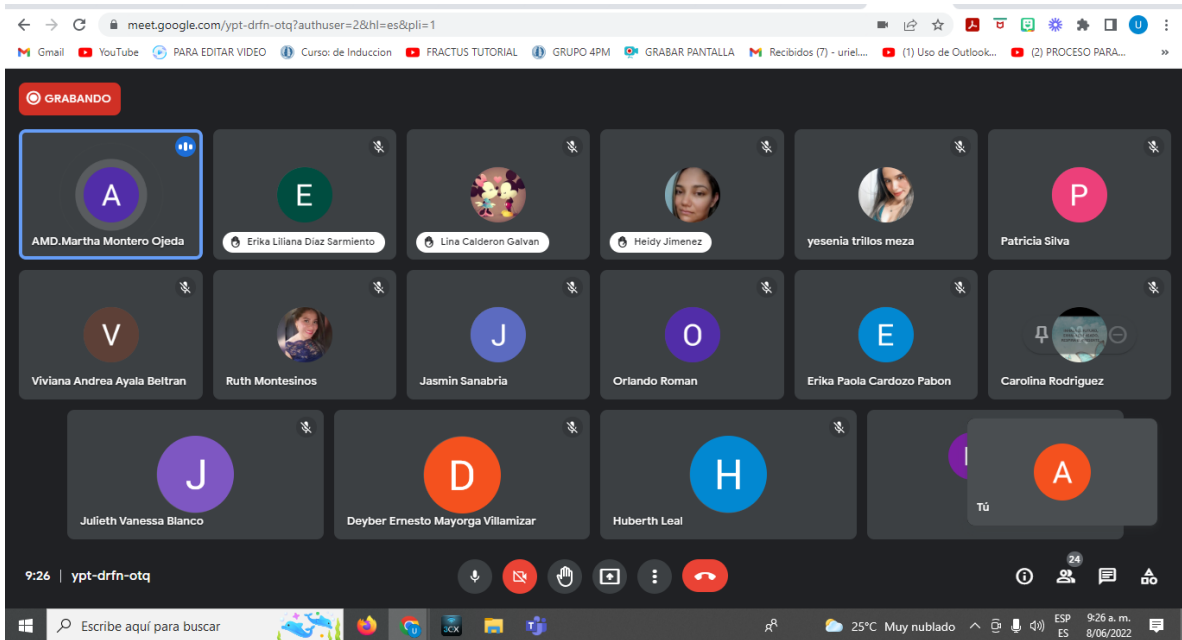 meet.google.com/ypt-drfn-otq?authuser=2&hl=es&pli=1
U
Gmail YouTube PARA EDITAR VIDEO Curso: de Induccion FRACTUS TUTORIAL GRUPO 4PM GRABAR PANTALLA Recibidos (7) - uriel.... (1) Uso de Outlook... (2) PROCESO PARA... »
GRABANDO
A E P
AMD.Martha Montero Ojeda Erika Liliana Díaz Sarmiento Lina Calderon Galvan Heidy Jimenez yesenia trillos meza Patricia Silva
V J O E
Viviana Andrea Ayala Beltran Ruth Montesinos Jasmin Sanabria Orlando Roman Erika Paola Cardozo Pabon Carolina Rodriguez
J D H A
Tú
Julieth Vanessa Blanco Deyber Ernesto Mayorga Villamizar Huberth Leal
24
9:26 | ypt-drfn-otq
Escribe aquí para buscar 3CX 25°C Muy nublado ESP ES 9:26 a. m. 8/06/2022